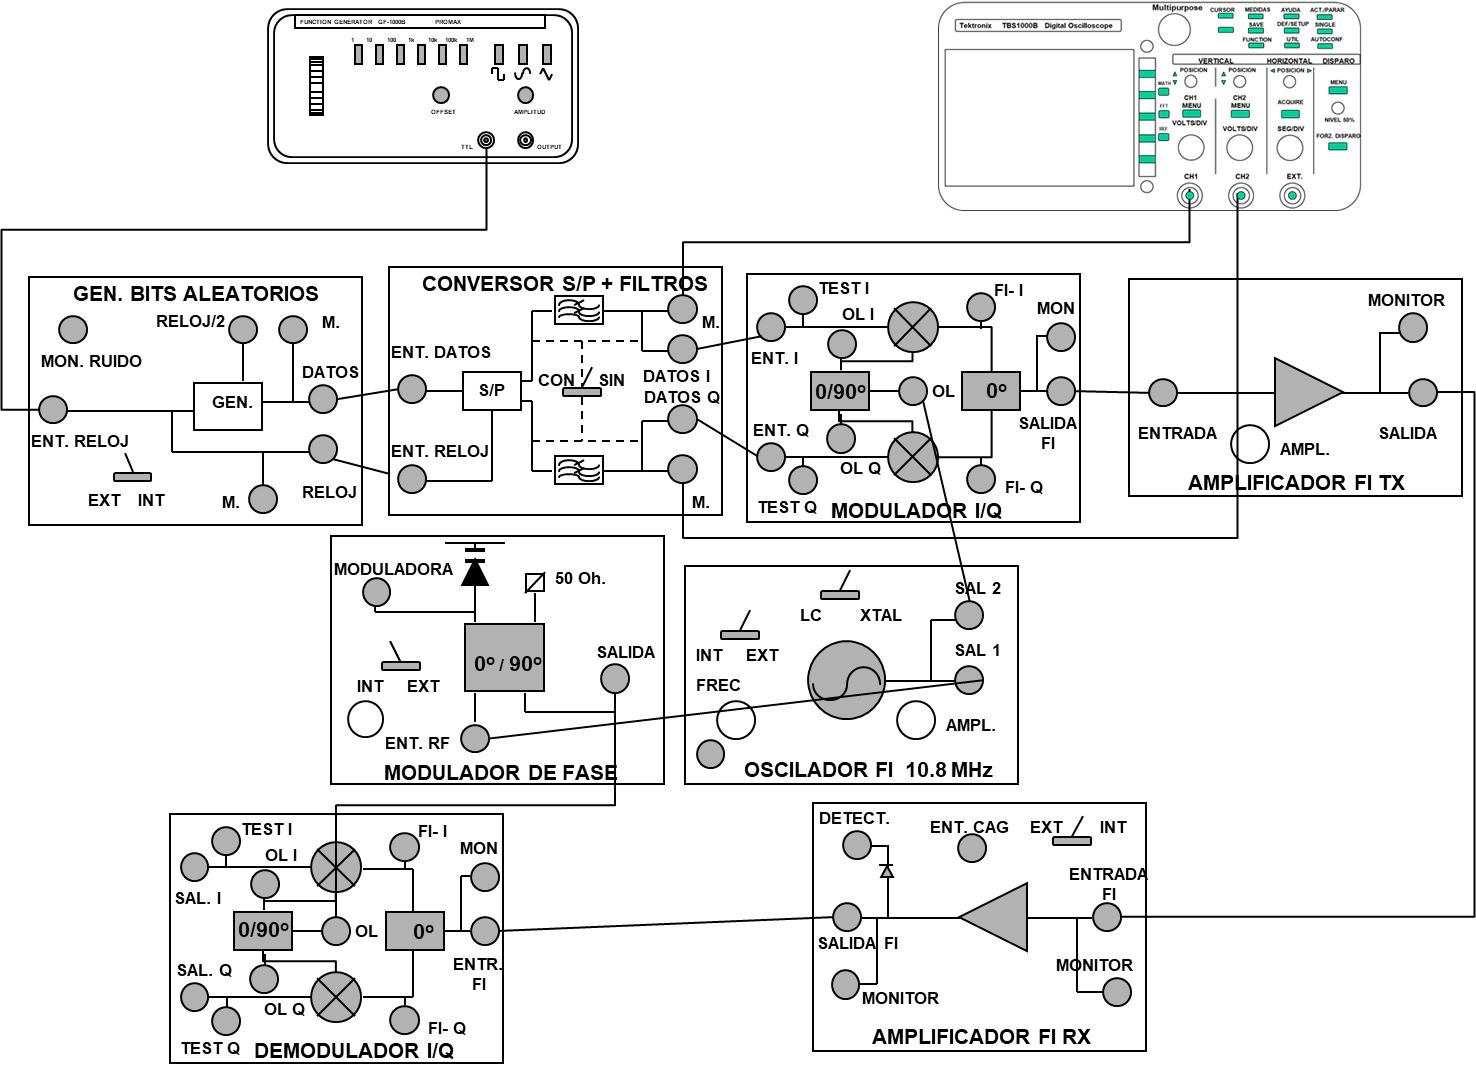 FUNCTION GENERATOR GF-1000B PROMAX
1 10 100 1k 10k 100k 1M
OFFSET
AMPLITUD
TTL
OUTPUT
Multipurpose
CURSOR MEDIDAS AYUDA ACT./PARAR
SAVE DEF/SETUP SINGLE
FUNCTION UTIL AUTOCONF
Tektronix TBS1000B Digital Oscilloscope
VERTICAL HORIZONTAL DISPARO
POSICION POSICION POSICION
MATH
FFT
REF
CH1 MENU
CH2 MENU
ACQUIRE
MENU
NIVEL 50%
FORZ. DISPARO
VOLTS/DIV VOLTS/DIV SEG/DIV
CH1 CH2 EXT.
GEN. BITS ALEATORIOS
RELOJ/2
M.
MON. RUIDO
DATOS
GEN.
ENT. RELOJ
EXT INT
M.
RELOJ
CONVERSOR S/P + FILTROS
M.
ENT. DATOS
CON SIN
S/P
DATOS I
DATOS Q
ENT. RELOJ
M.
TEST I
FI- I
OL I
MON
ENT. I
0/90º
OL
0º
SALIDA
FI
ENT. Q
OL Q
FI- Q
TEST Q
MODULADOR I/Q
MONITOR
ENTRADA
AMPL.
SALIDA
AMPLIFICADOR FI TX
MODULADORA
50 Oh.
0º / 90º
SALIDA
INT EXT
ENT. RF
MODULADOR DE FASE
SAL 2
LC XTAL
INT EXT
SAL 1
FREC
AMPL.
OSCILADOR FI 10.8 MHz
TEST I
FI- I
OL I
MON
SAL. I
0/90º
OL
0º
ENTR.
FI
SAL. Q
OL Q
FI- Q
TEST Q
DEMODULADOR I/Q
DETECT.
ENT. CAG
EXT INT
ENTRADA
FI
SALIDA FI
MONITOR
MONITOR
AMPLIFICADOR FI RX